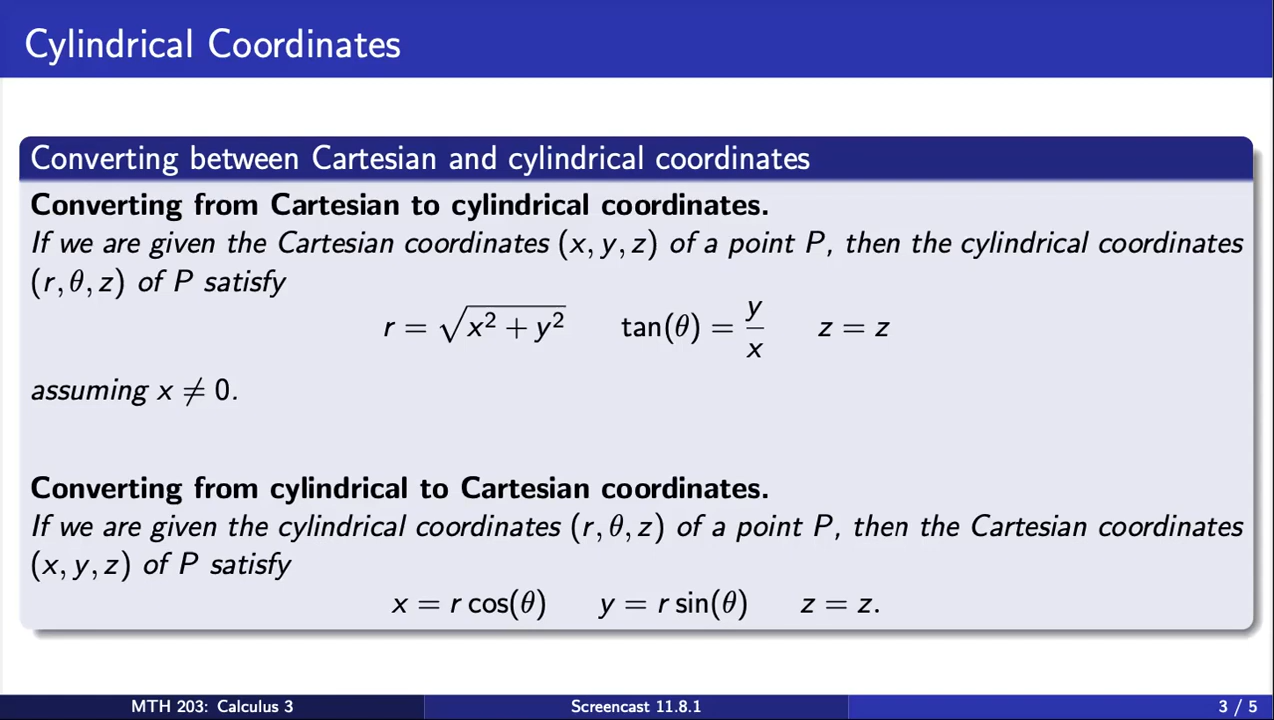 Cylindrical Coordinates
Converting between Cartesian and cylindrical coordinates
Converting from Cartesian to cylindrical coordinates.
If we are given the Cartesian coordinates (x, y, z) of a point P, then the cylindrical coordinates
(r, θ, z) of P satisfy
r = √(x² + y²) tan(θ) = y/x z = z
assuming x ≠ 0.
Converting from cylindrical to Cartesian coordinates.
If we are given the cylindrical coordinates (r, θ, z) of a point P, then the Cartesian coordinates
(x, y, z) of P satisfy
x = r cos(θ) y = r sin(θ) z = z.
MTH 203: Calculus 3 Screencast 11.8.1 3 / 5